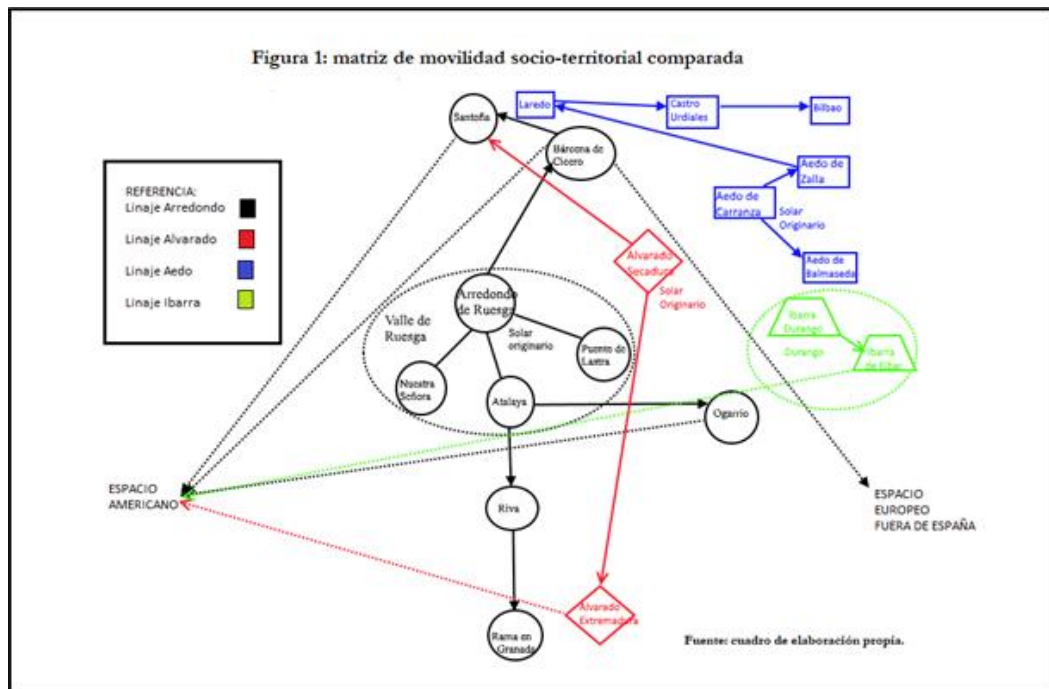 Figura 1: matriz de movilidad socio-territorial comparada
REFERENCIA:
Linaje Arredondo
Linaje Alvarado
Linaje Aedo
Linaje Ibarra
Santoña
Bárcena de
Cicero
Laredo
Castro
Urdiales
Bilbao
Aedo de
Zalla
Aedo de
Carranza
Solar
Originario
Aedo de
Balmaseda
Alvarado
Secadura
Solar
Originario
Arredondo
de Ruesga
Valle de
Ruesga
Solar
originario
Puente de
Lastra
Nuestra
Señora
Atalaya
Ibarra
Durango
Durango
Ibarra
de Eibar
Ogarrio
ESPACIO
AMERICANO
ESPACIO
EUROPEO
FUERA DE ESPAÑA
Riva
Alvarado
Extremadura
Rama en
Granada
Fuente: cuadro de elaboración propia.